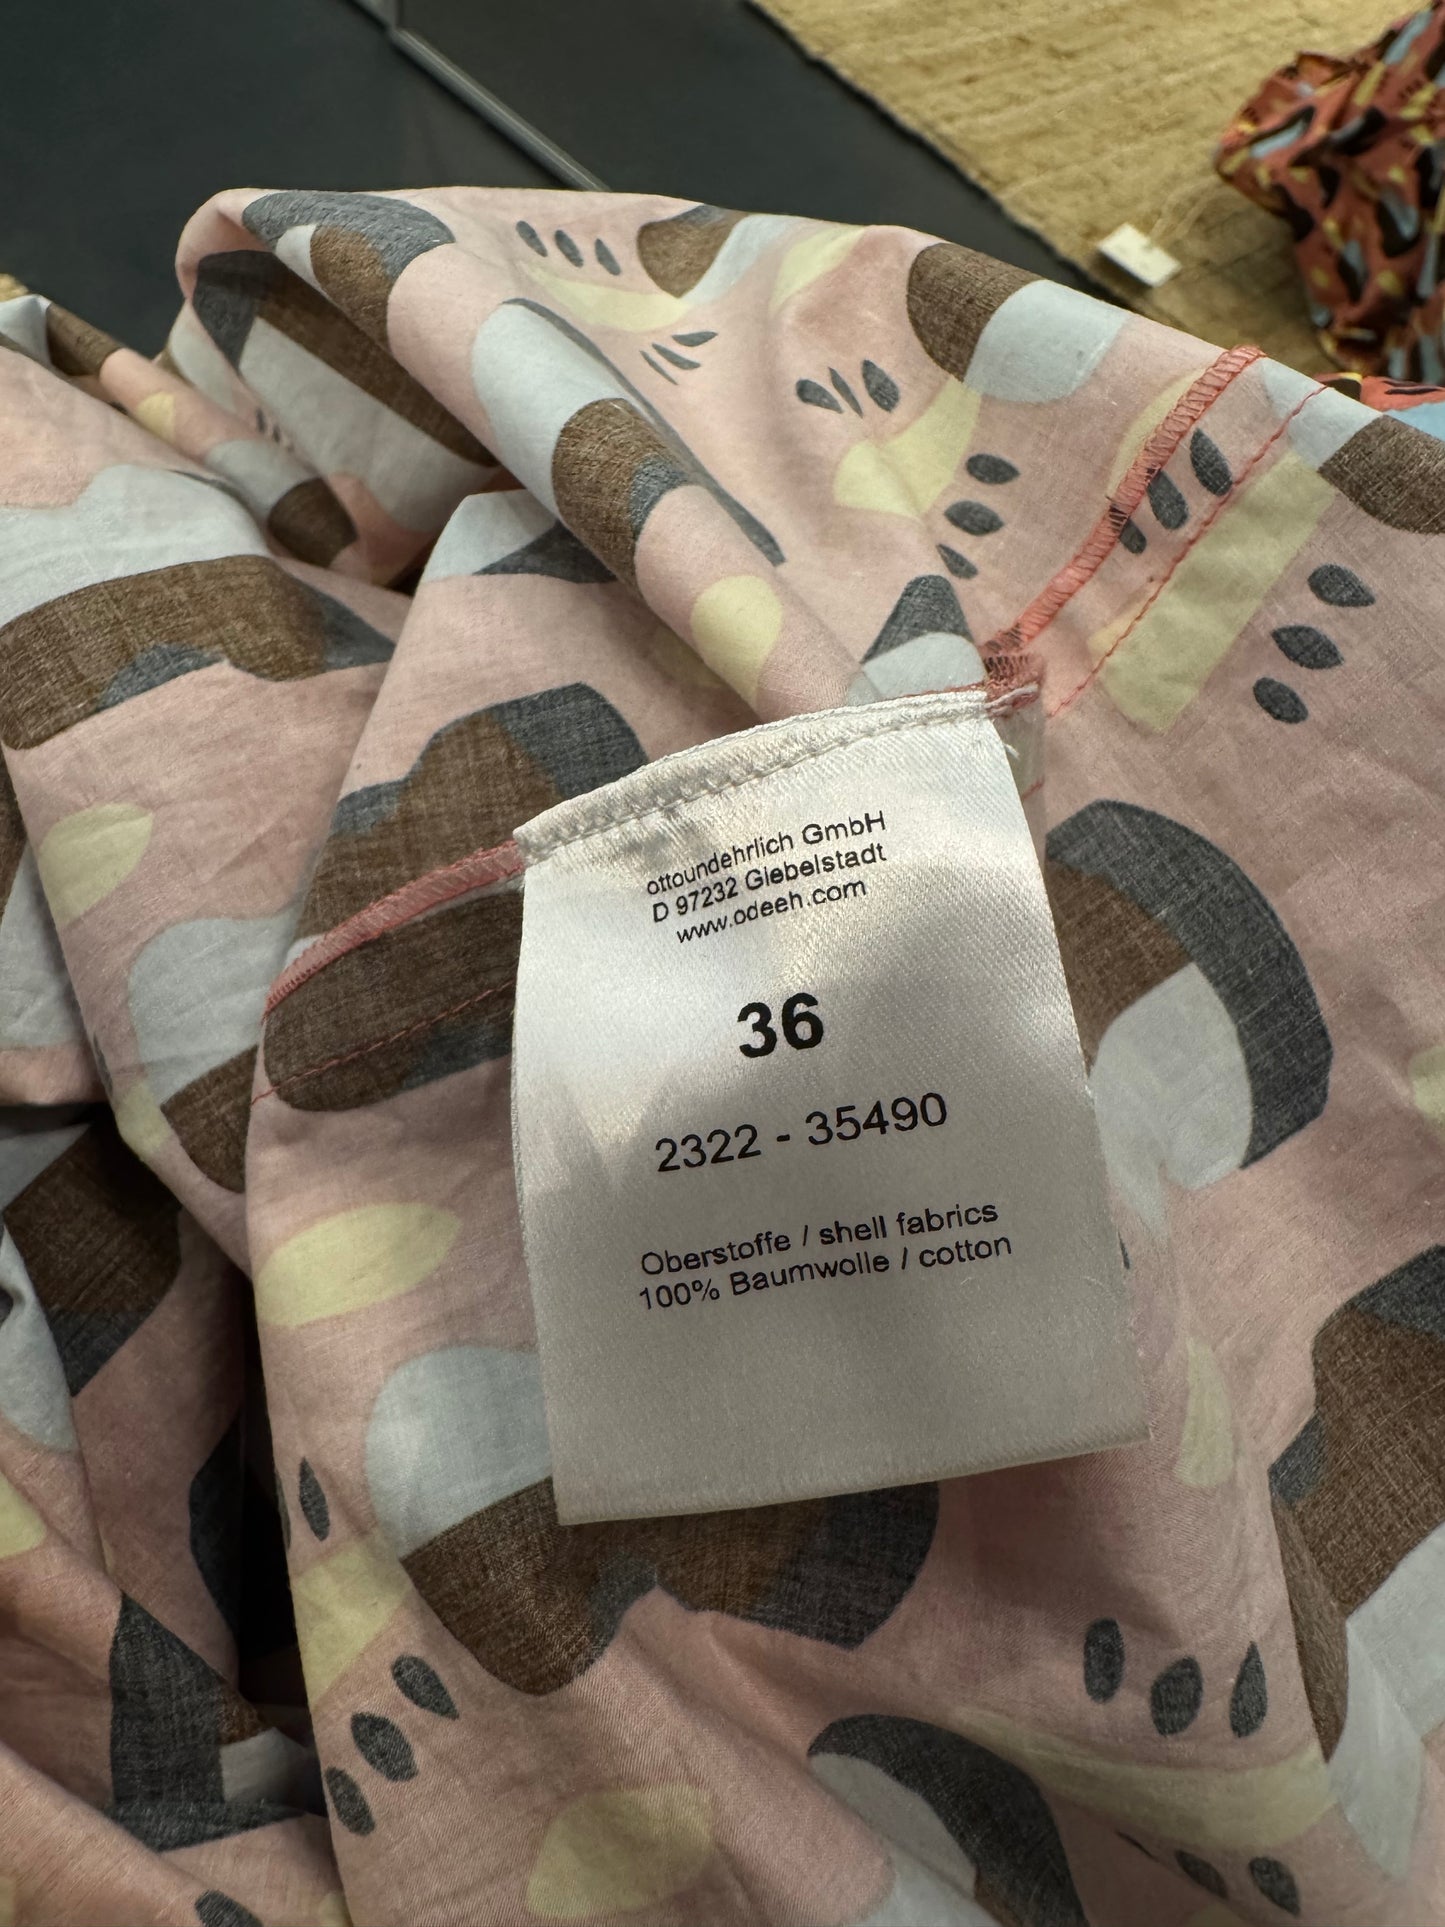 ottoundehrlich GmbH
D 97232 Giebelstadt
www.odeeh.com
36
2322 - 35490
Oberstoffe / shell fabrics
100% Baumwolle / cotton